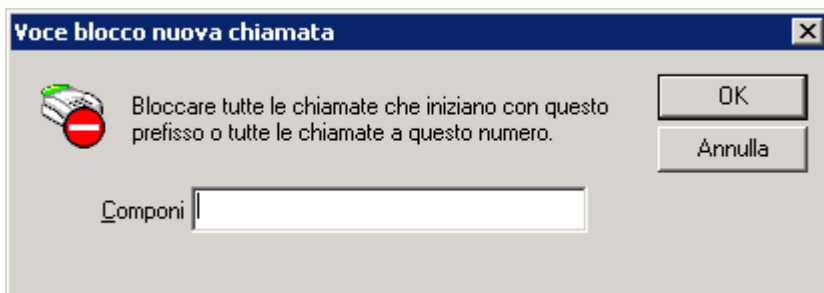 Voce blocco nuova chiamata
Bloccare tutte le chiamate che iniziano con questo
prefisso o tutte le chiamate a questo numero.
OK
Annulla
Componi